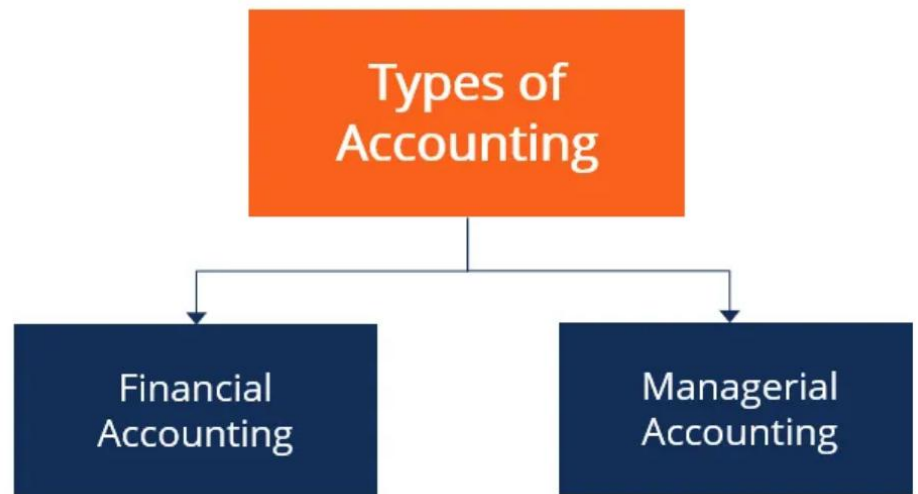 Types of
Accounting
Financial
Accounting
Managerial
Accounting